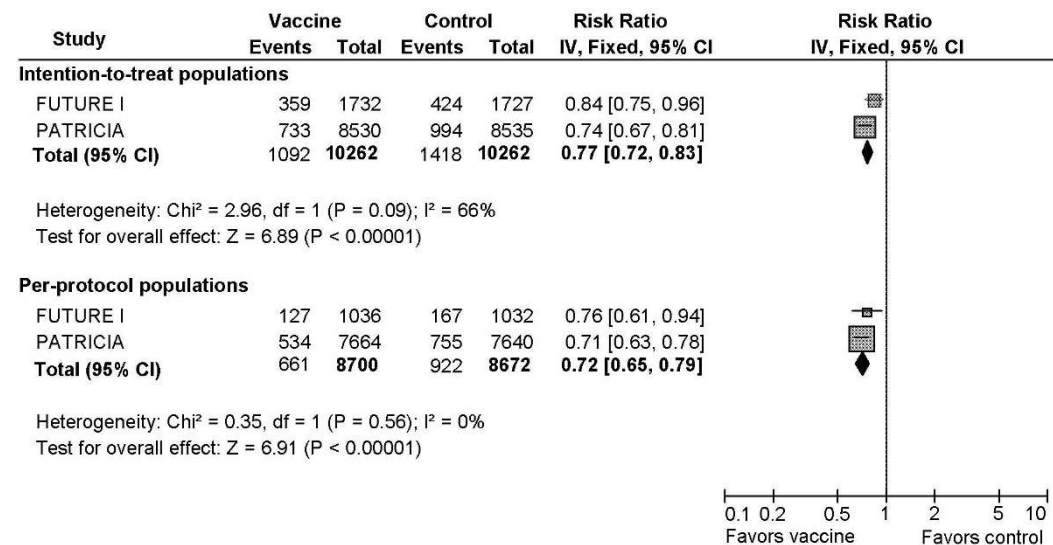 Study Vaccine Control Risk Ratio Risk Ratio
Events Total Events Total IV, Fixed, 95% CI IV, Fixed, 95% CI
Intention-to-treat populations
FUTURE I 359 1732 424 1727 0.84 [0.75, 0.96]
PATRICIA 733 8530 994 8535 0.74 [0.67, 0.81]
Total (95% CI) 1092 10262 1418 10262 0.77 [0.72, 0.83]
Heterogeneity: Chi² = 2.96, df = 1 (P = 0.09); I² = 66%
Test for overall effect: Z = 6.89 (P < 0.00001)
Per-protocol populations
FUTURE I 127 1036 167 1032 0.76 [0.61, 0.94]
PATRICIA 534 7664 755 7640 0.71 [0.63, 0.78]
Total (95% CI) 661 8700 922 8672 0.72 [0.65, 0.79]
Heterogeneity: Chi² = 0.35, df = 1 (P = 0.56); I² = 0%
Test for overall effect: Z = 6.91 (P < 0.00001)
0.1 0.2 0.5 1 2 5 10
Favors vaccine Favors control